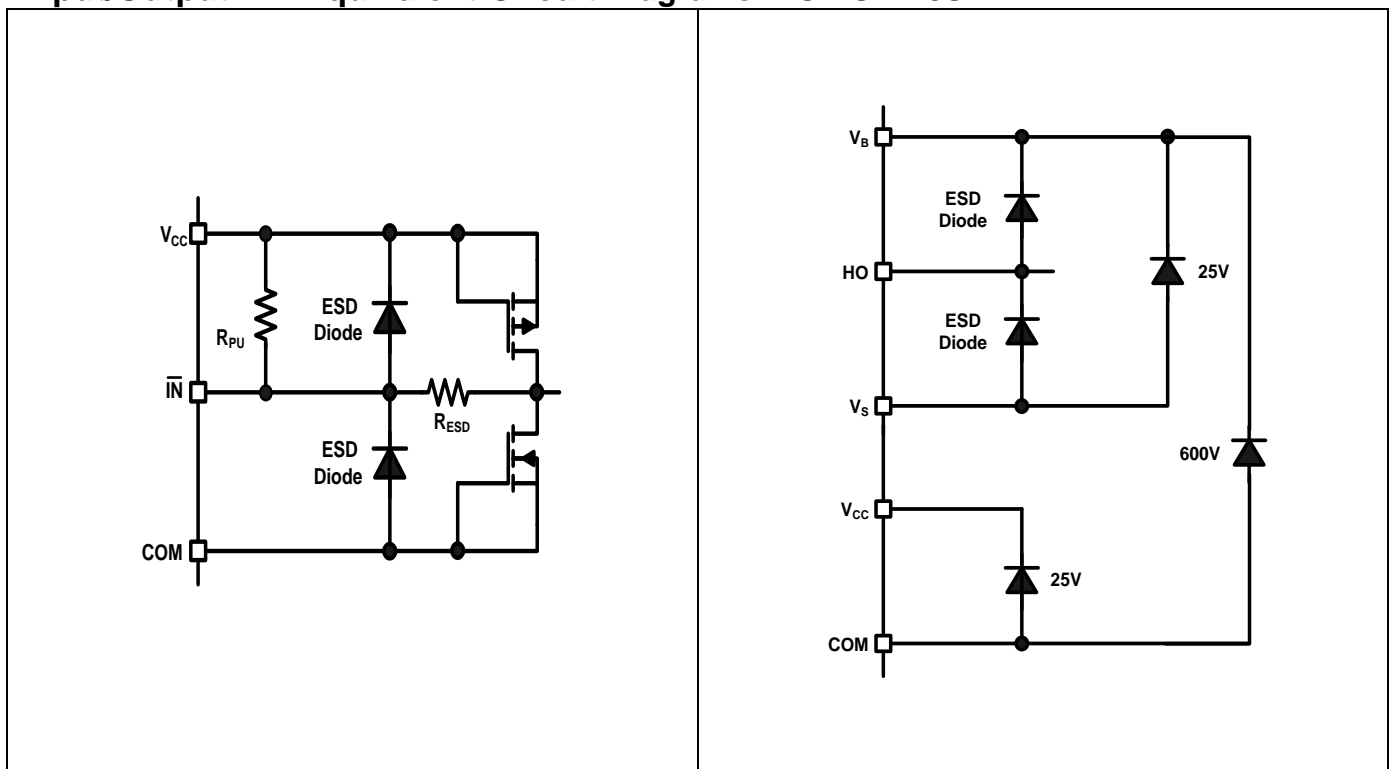 V_CC
ESD
Diode
R_PU
I̅N̅
R_ESD
ESD
Diode
COM
V_B
ESD
Diode
HO
25V
ESD
Diode
V_S
600V
V_CC
25V
COM